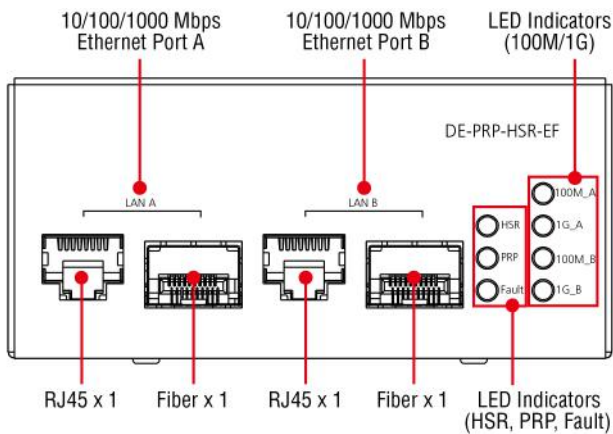 10/100/1000 Mbps
Ethernet Port A
10/100/1000 Mbps
Ethernet Port B
LED Indicators
(100M/1G)
DE-PRP-HSR-EF
LAN A
LAN B
100M_A
HSR
1G_A
PRP
100M_B
Fault
1G_B
RJ45 x 1
Fiber x 1
RJ45 x 1
Fiber x 1
LED Indicators
(HSR, PRP, Fault)